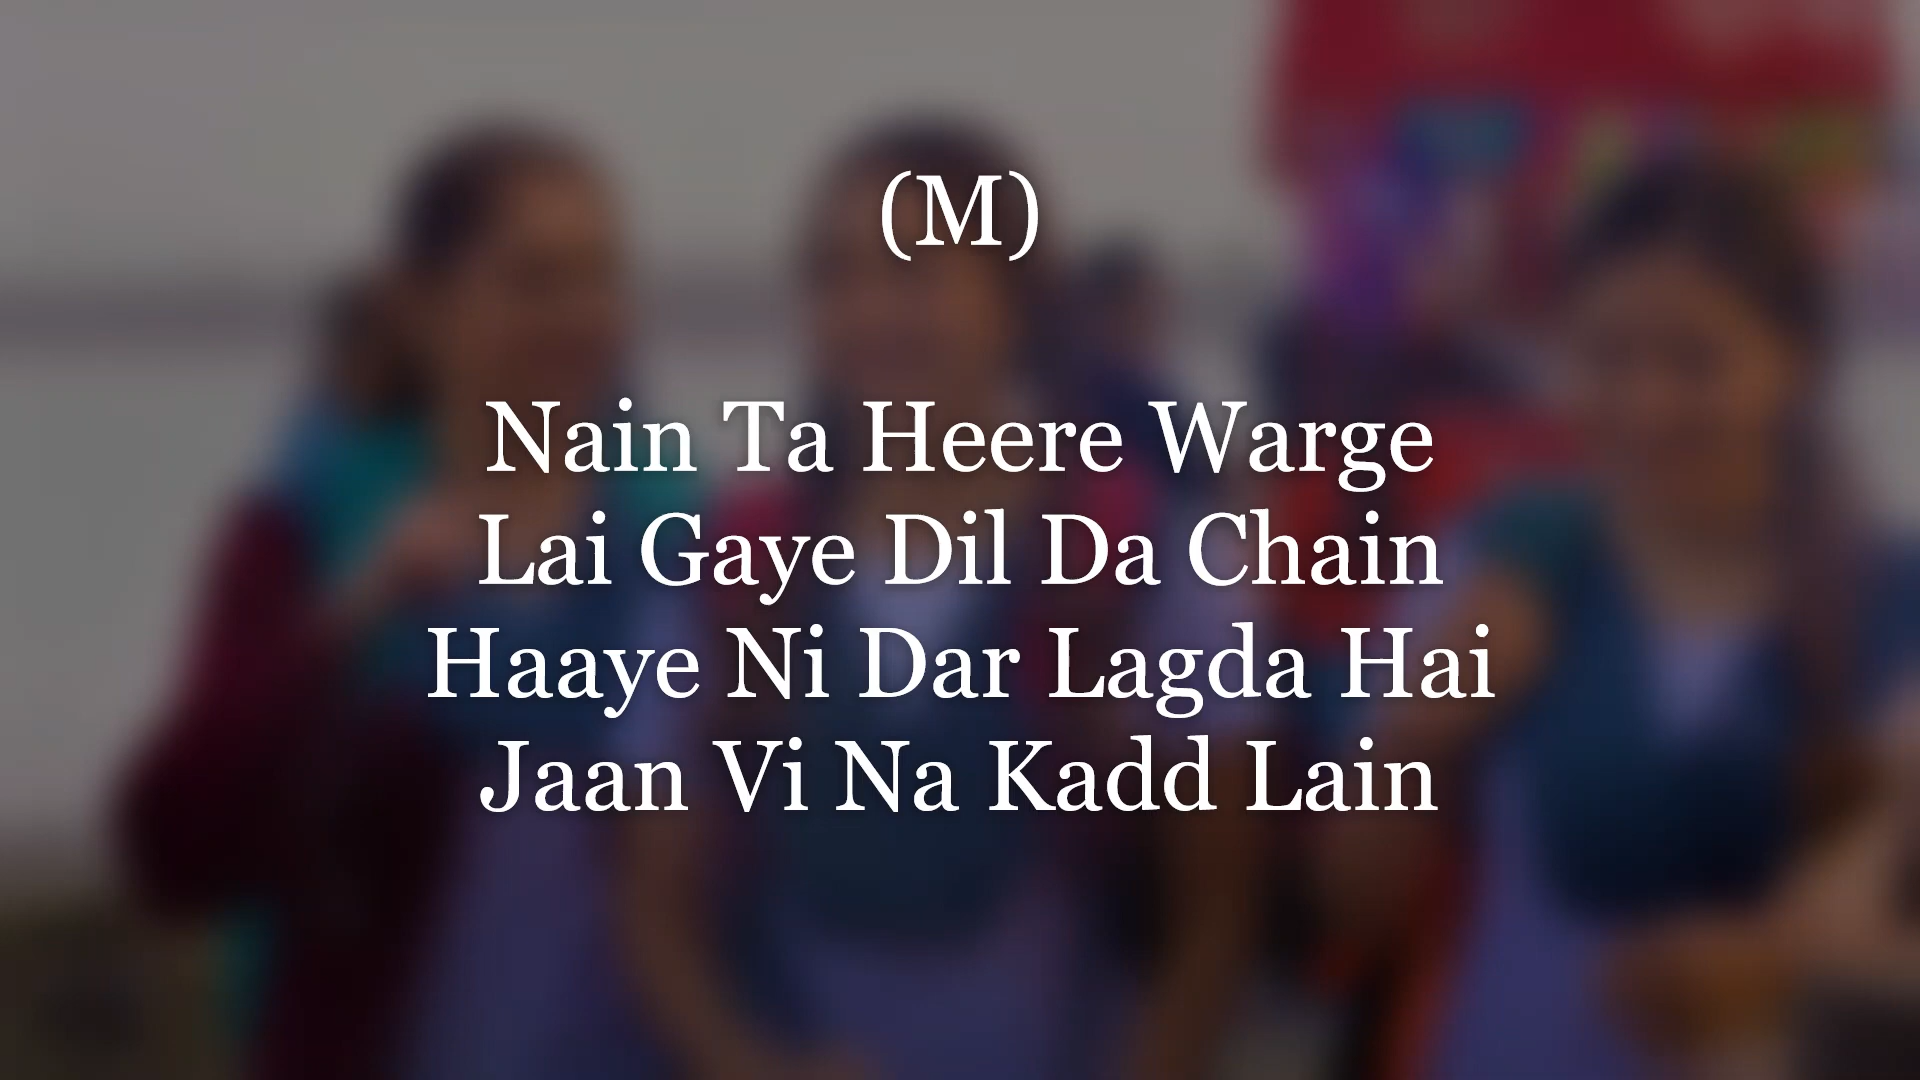 (M)
Nain Ta Heere Warge
Lai Gaye Dil Da Chain
Haaye Ni Dar Lagda Hai
Jaan Vi Na Kadd Lain